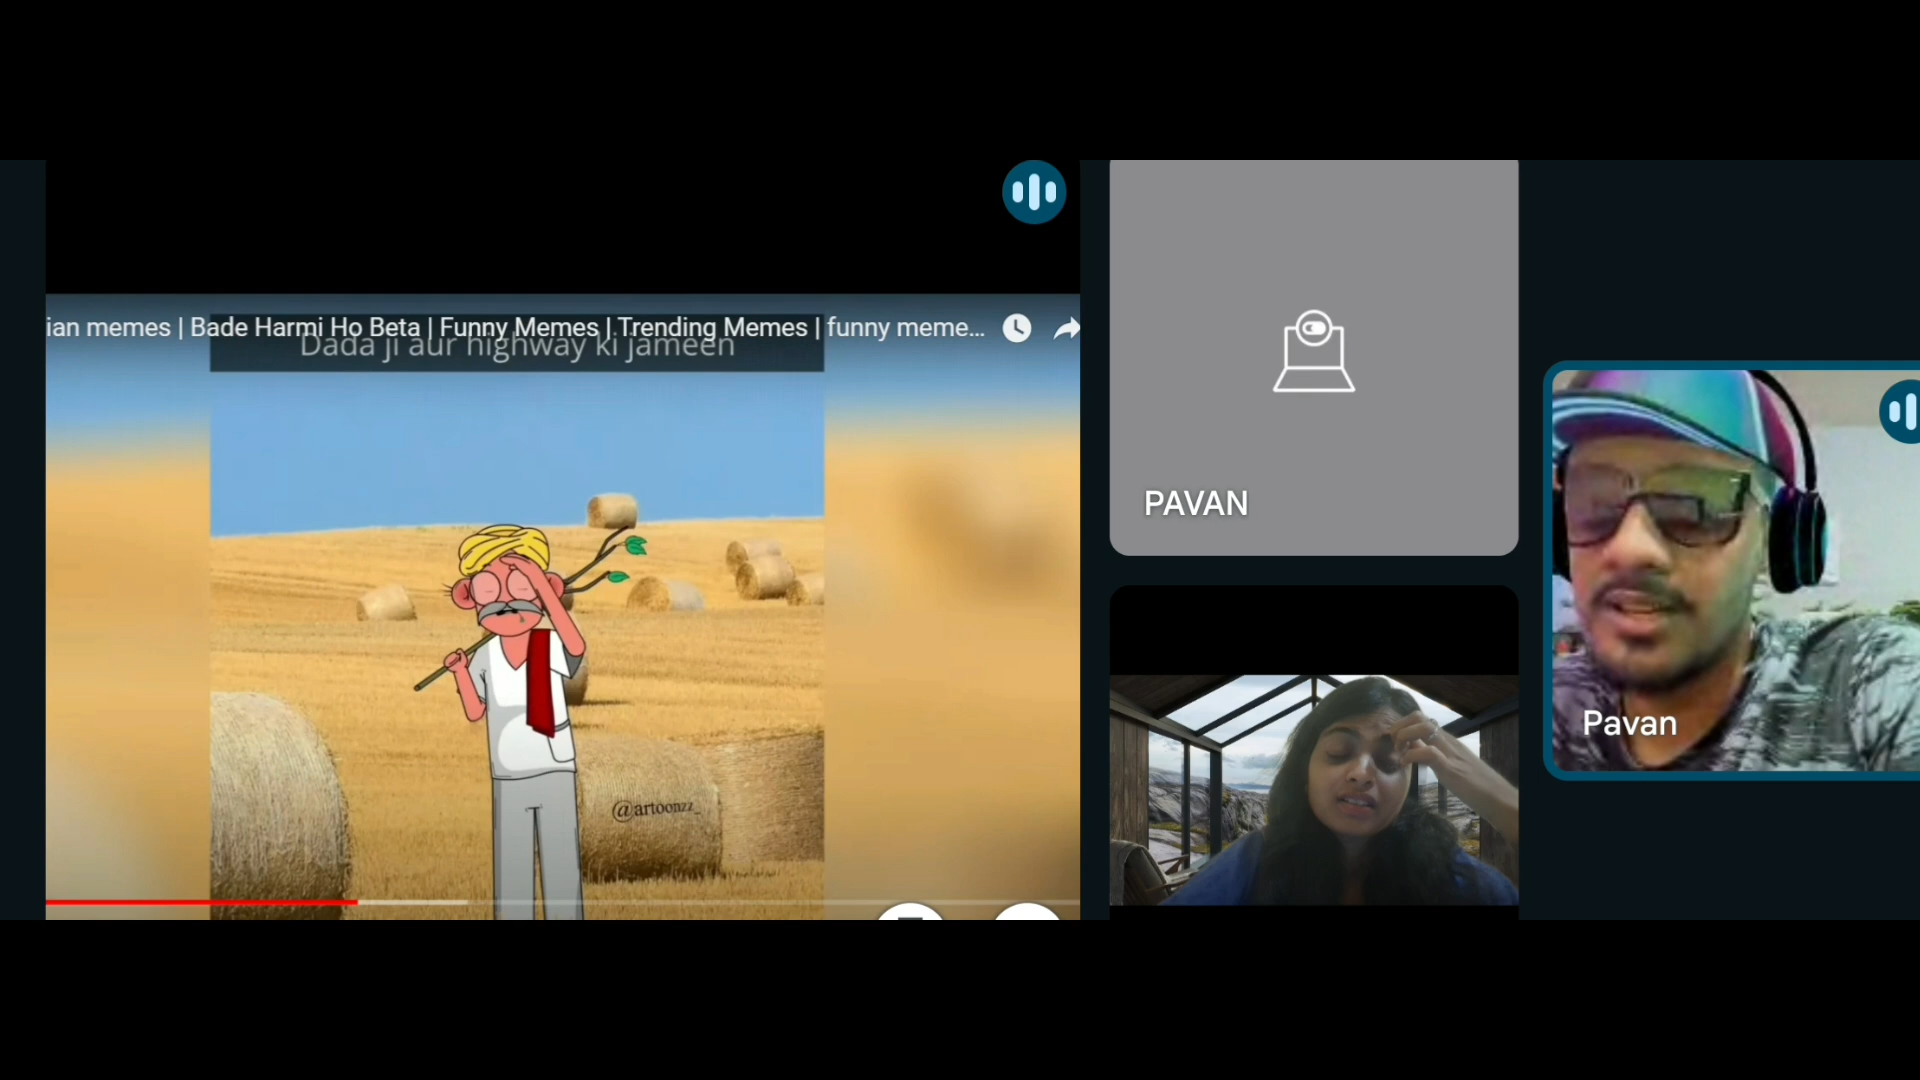 ian memes | Bade Harmi Ho Beta | Funny Memes | Trending Memes | funny meme...
Dada ji aur highway ki jameen
@artoonzz_
PAVAN
Pavan